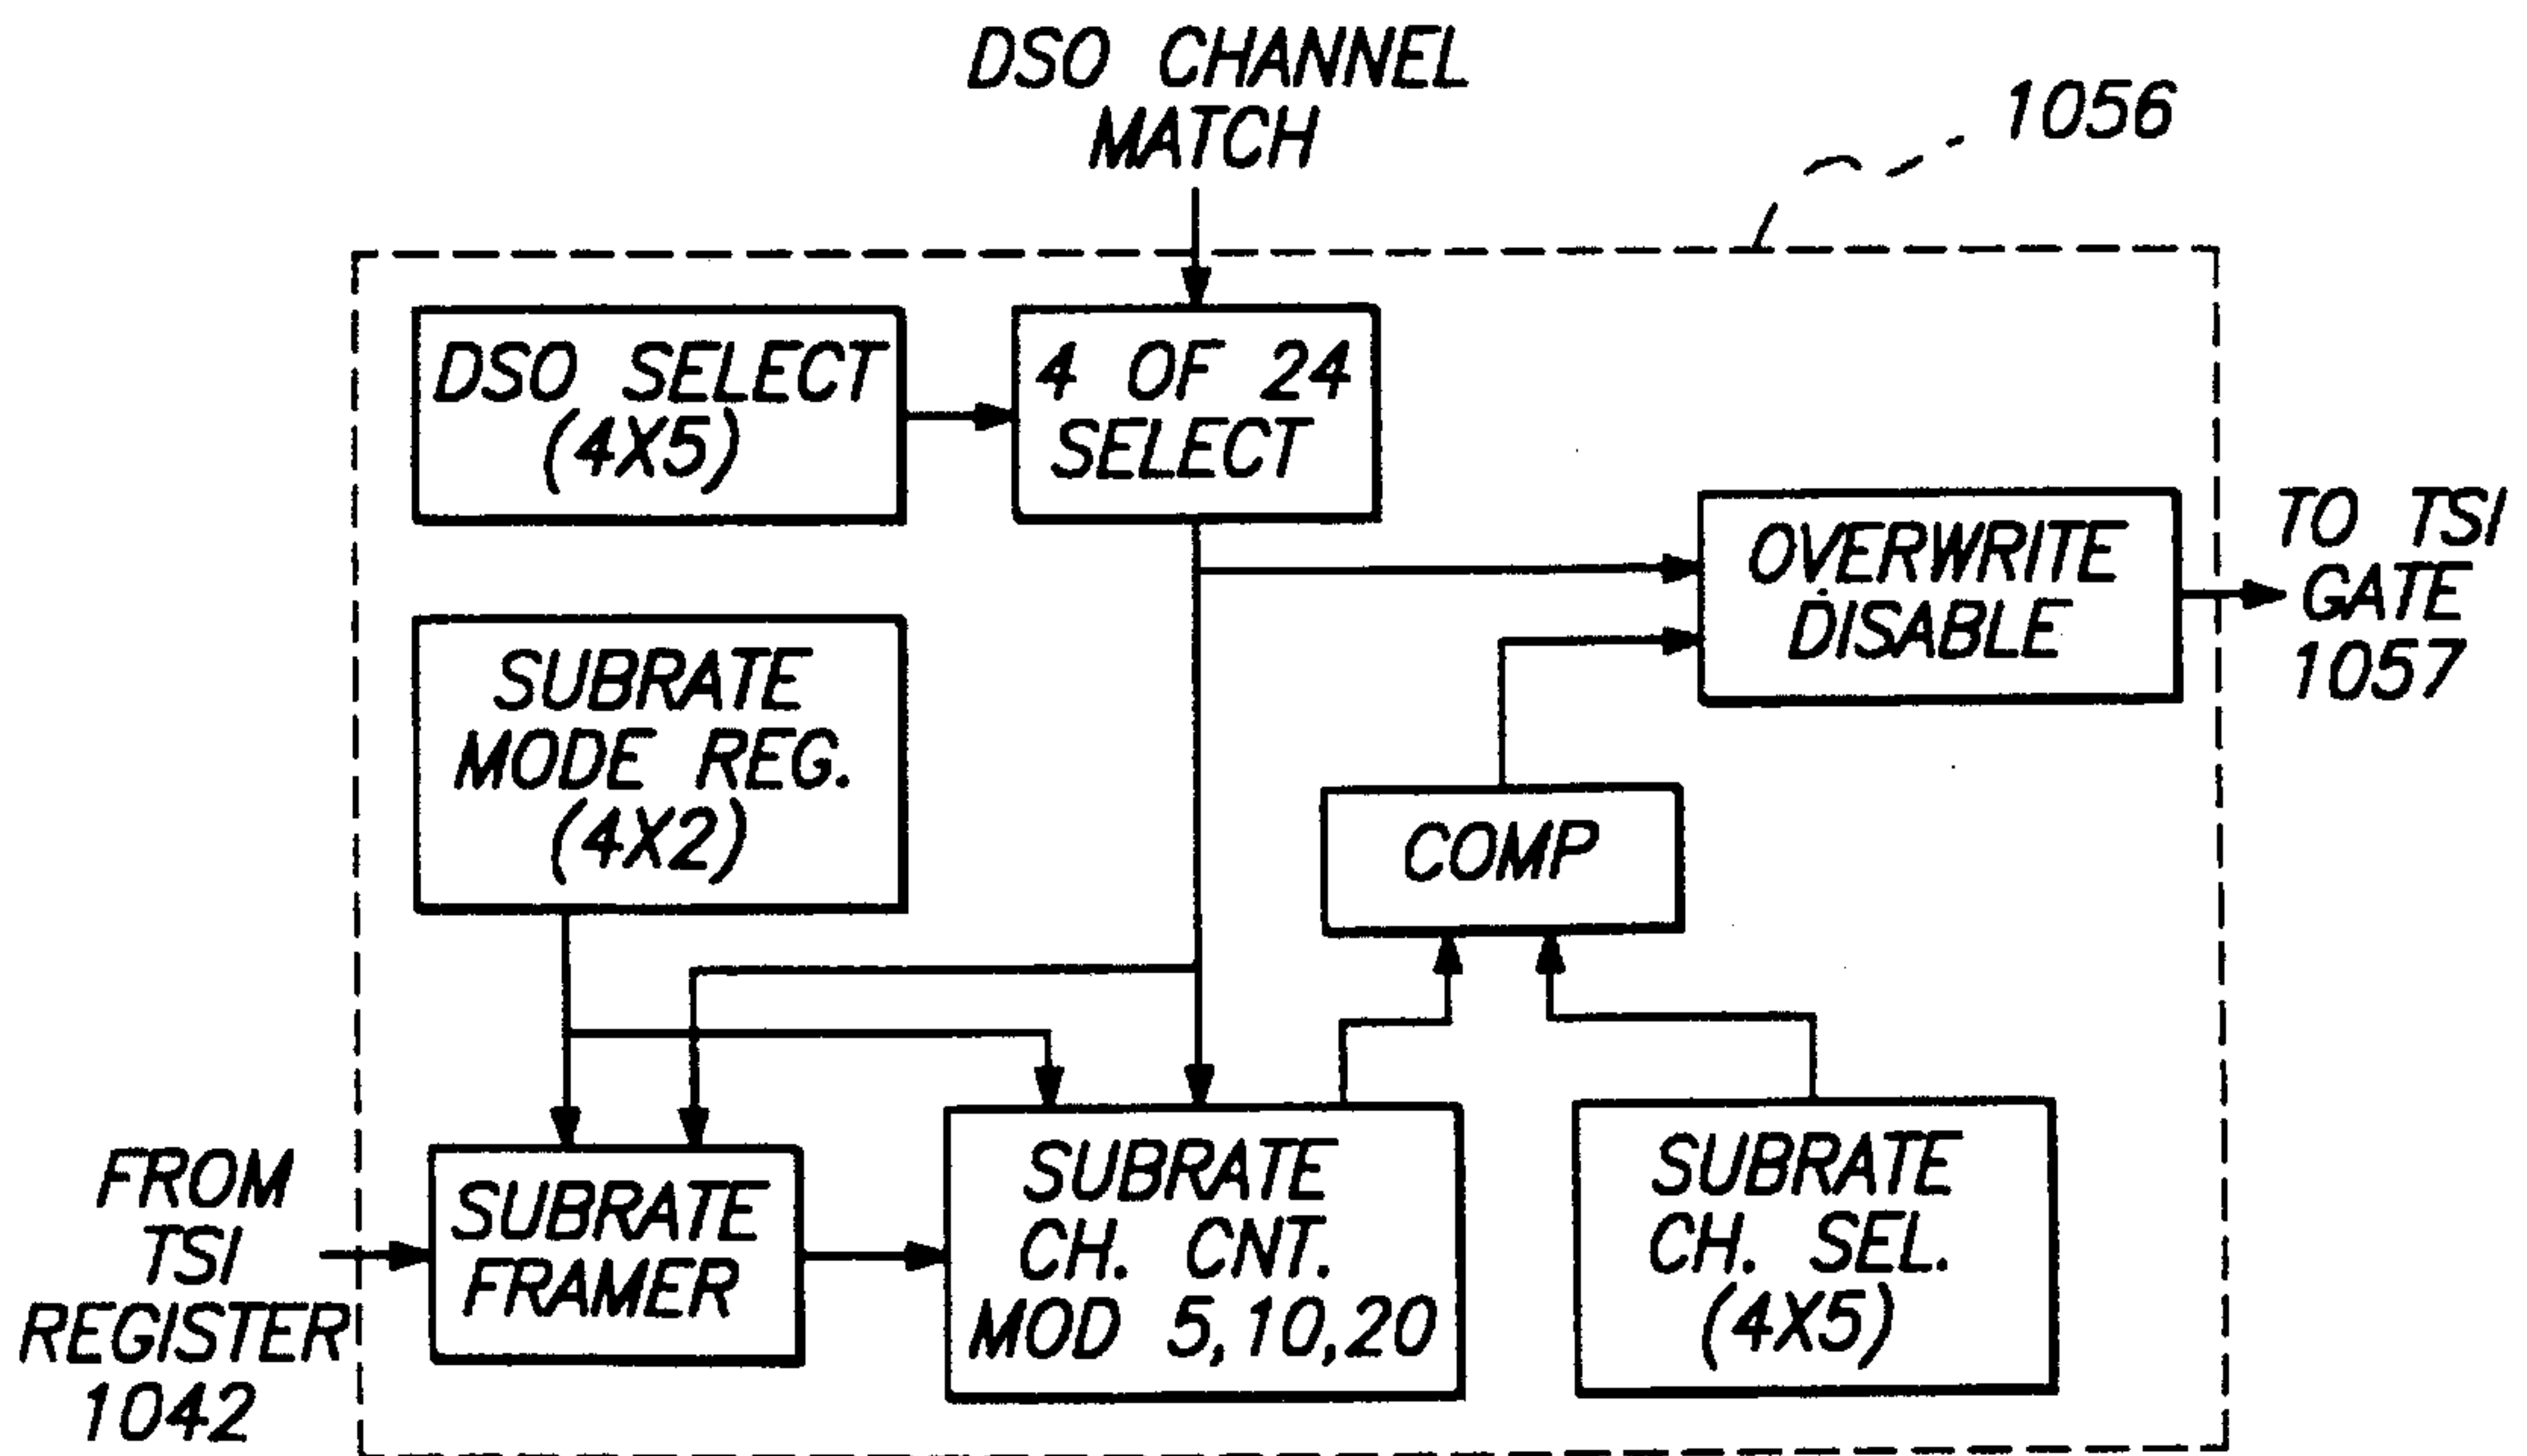 DSO CHANNEL
MATCH
1056
DSO SELECT
(4X5)
4 OF 24
SELECT
OVERWRITE
DISABLE
TO TSI
GATE
1057
SUBRATE
MODE REG.
(4X2)
COMP
FROM
TSI
REGISTER
1042
SUBRATE
FRAMER
SUBRATE
CH. CNT.
MOD 5,10,20
SUBRATE
CH. SEL.
(4X5)